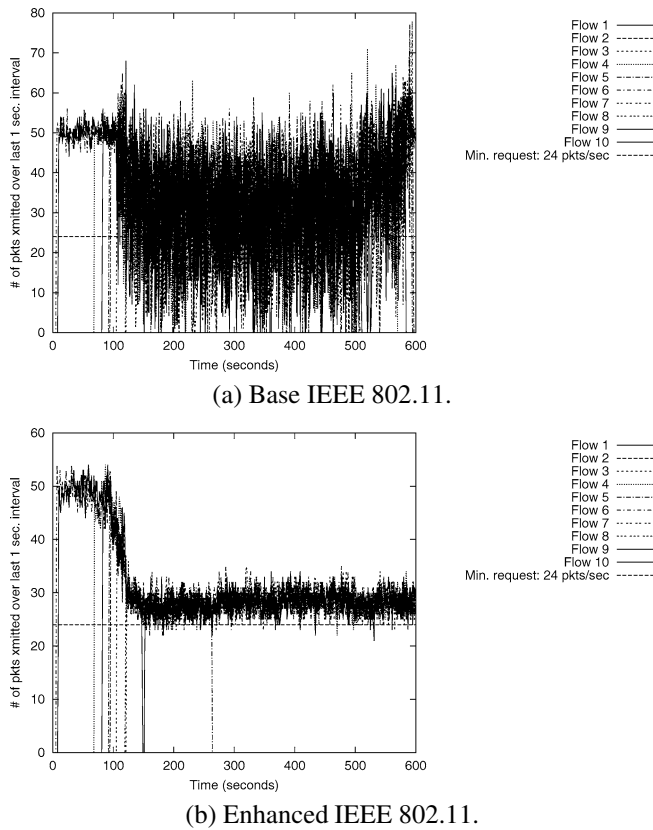 80
70
60
50
40
30
20
10
0
0 100 200 300 400 500 600
# of pkts xmitted over last 1 sec. interval
Time (seconds)
Flow 1
Flow 2
Flow 3
Flow 4
Flow 5
Flow 6
Flow 7
Flow 8
Flow 9
Flow 10
Min. request: 24 pkts/sec
(a) Base IEEE 802.11.
60
50
40
30
20
10
0
0 100 200 300 400 500 600
# of pkts xmitted over last 1 sec. interval
Time (seconds)
Flow 1
Flow 2
Flow 3
Flow 4
Flow 5
Flow 6
Flow 7
Flow 8
Flow 9
Flow 10
Min. request: 24 pkts/sec
(b) Enhanced IEEE 802.11.